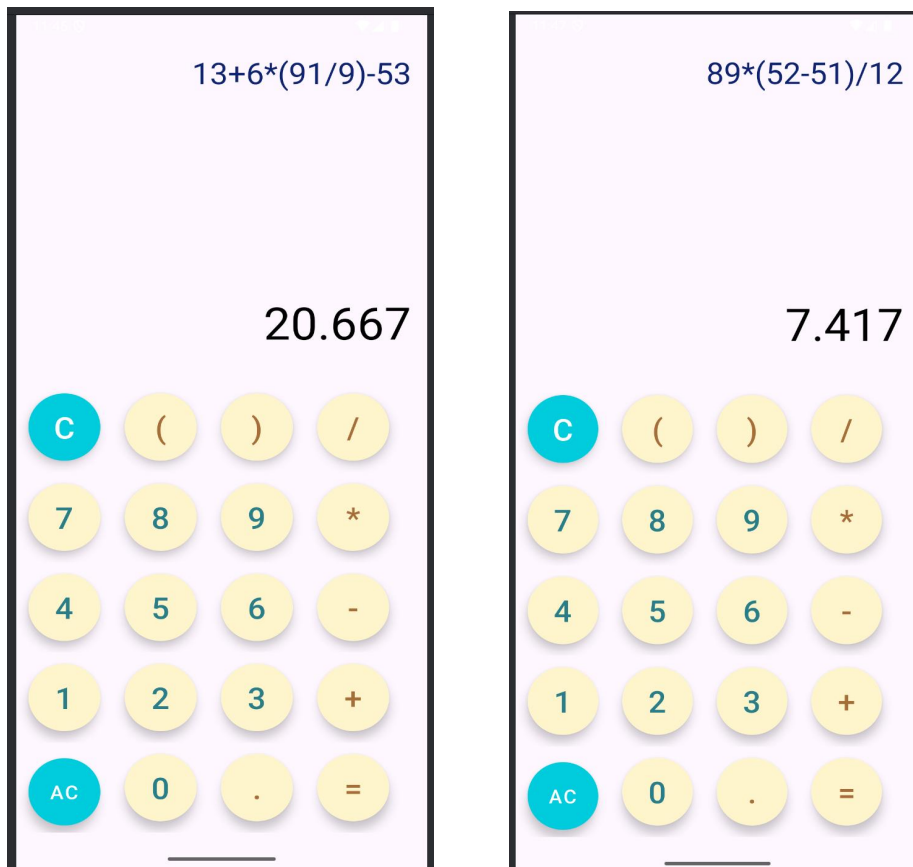 13+6*(91/9)-53
20.667
C ( ) /
7 8 9 *
4 5 6 -
1 2 3 +
AC 0 . =
89*(52-51)/12
7.417
C ( ) /
7 8 9 *
4 5 6 -
1 2 3 +
AC 0 . =